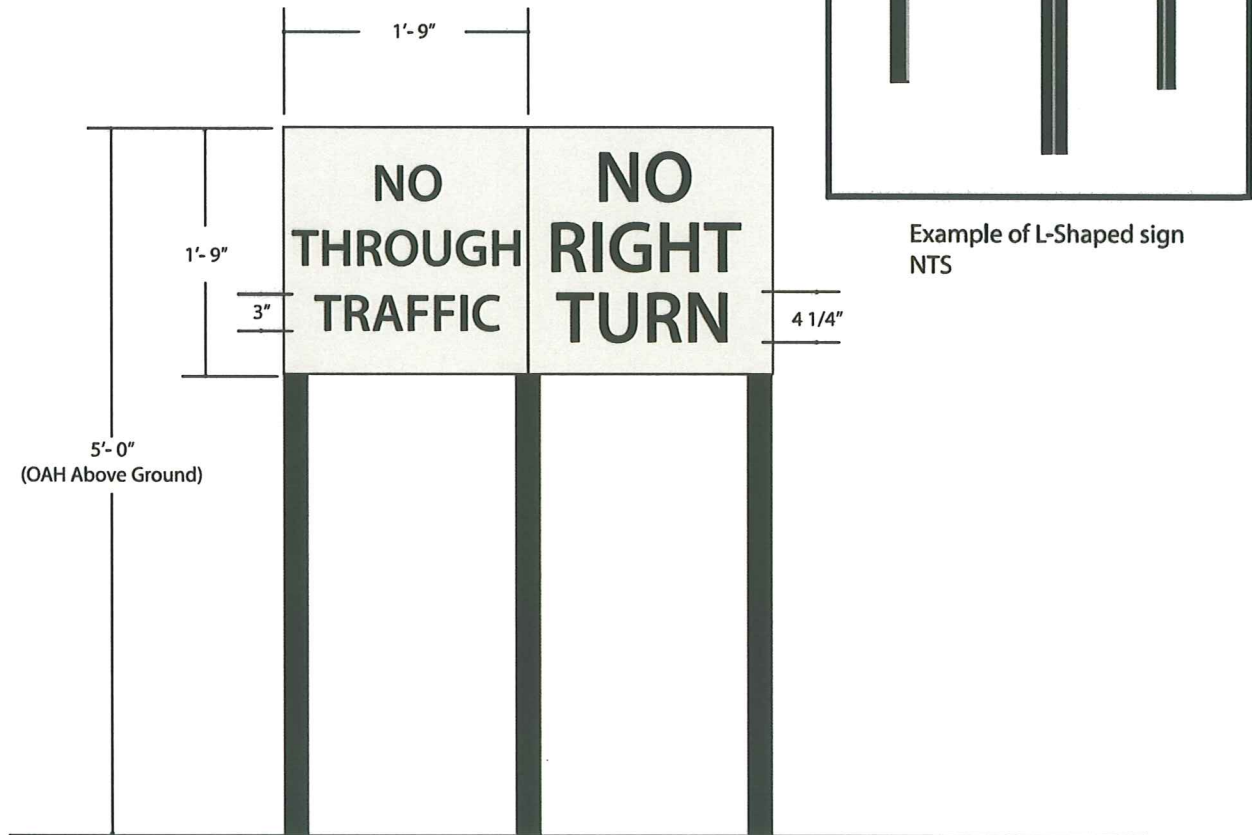 1'- 9"
NO
THROUGH
TRAFFIC
NO
RIGHT
TURN
1'- 9"
3"
4 1/4"
5'- 0"
(OAH Above Ground)
Example of L-Shaped sign
NTS